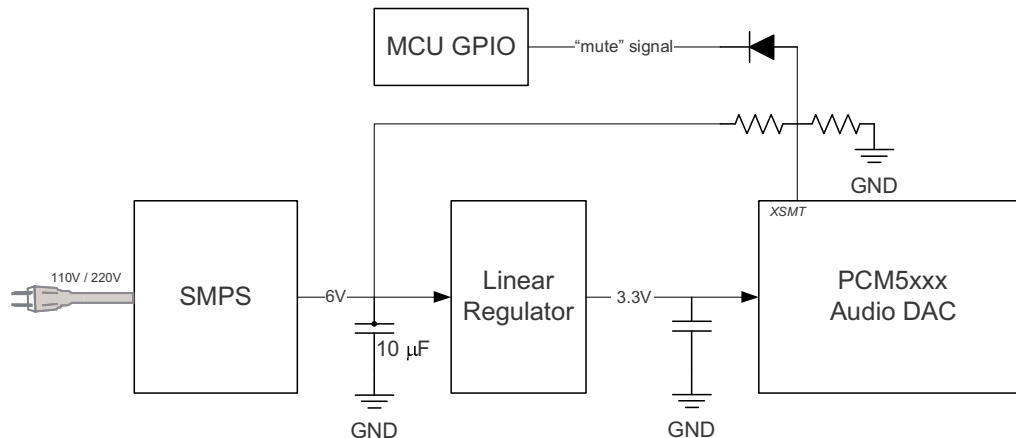 MCU GPIO
“mute” signal
GND
XSMT
110V / 220V
SMPS
6V
Linear
Regulator
3.3V
PCM5xxx
Audio DAC
10 μF
GND
GND